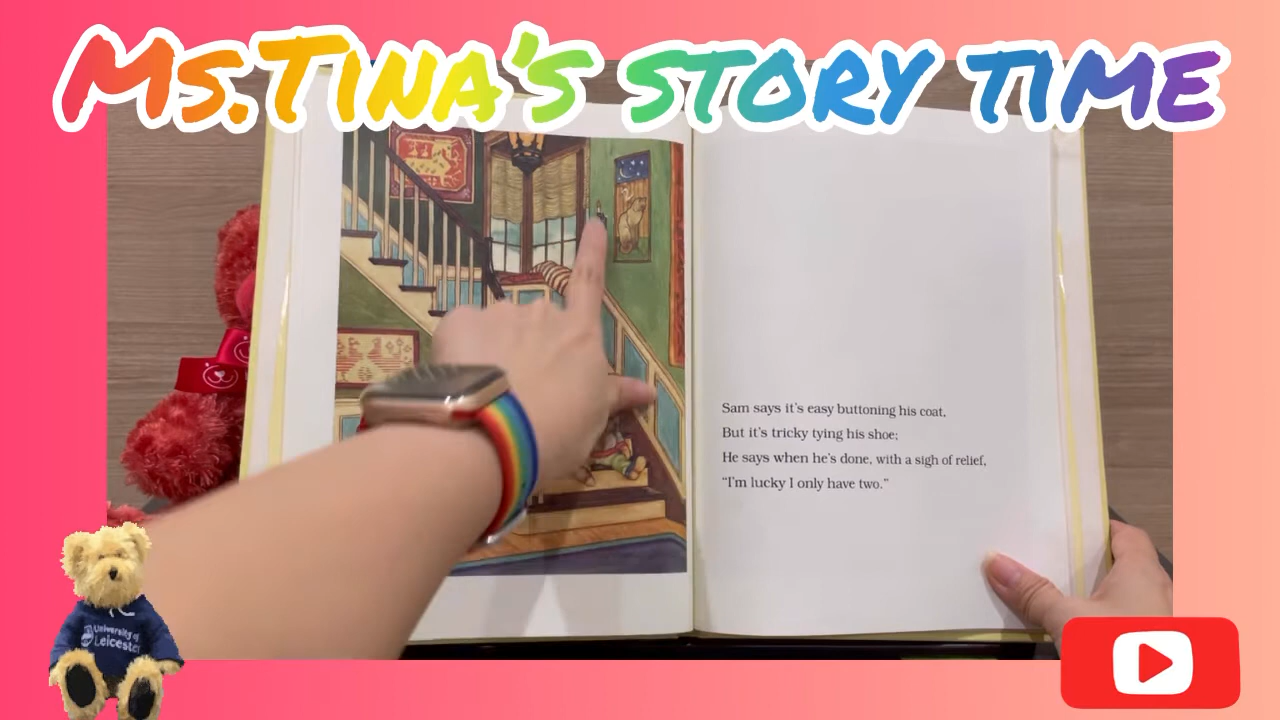 Ms.Tina's story time
Sam says it's easy buttoning his coat,
But it's tricky tying his shoe;
He says when he's done, with a sigh of relief,
"I'm lucky I only have two."
University of
Leicester